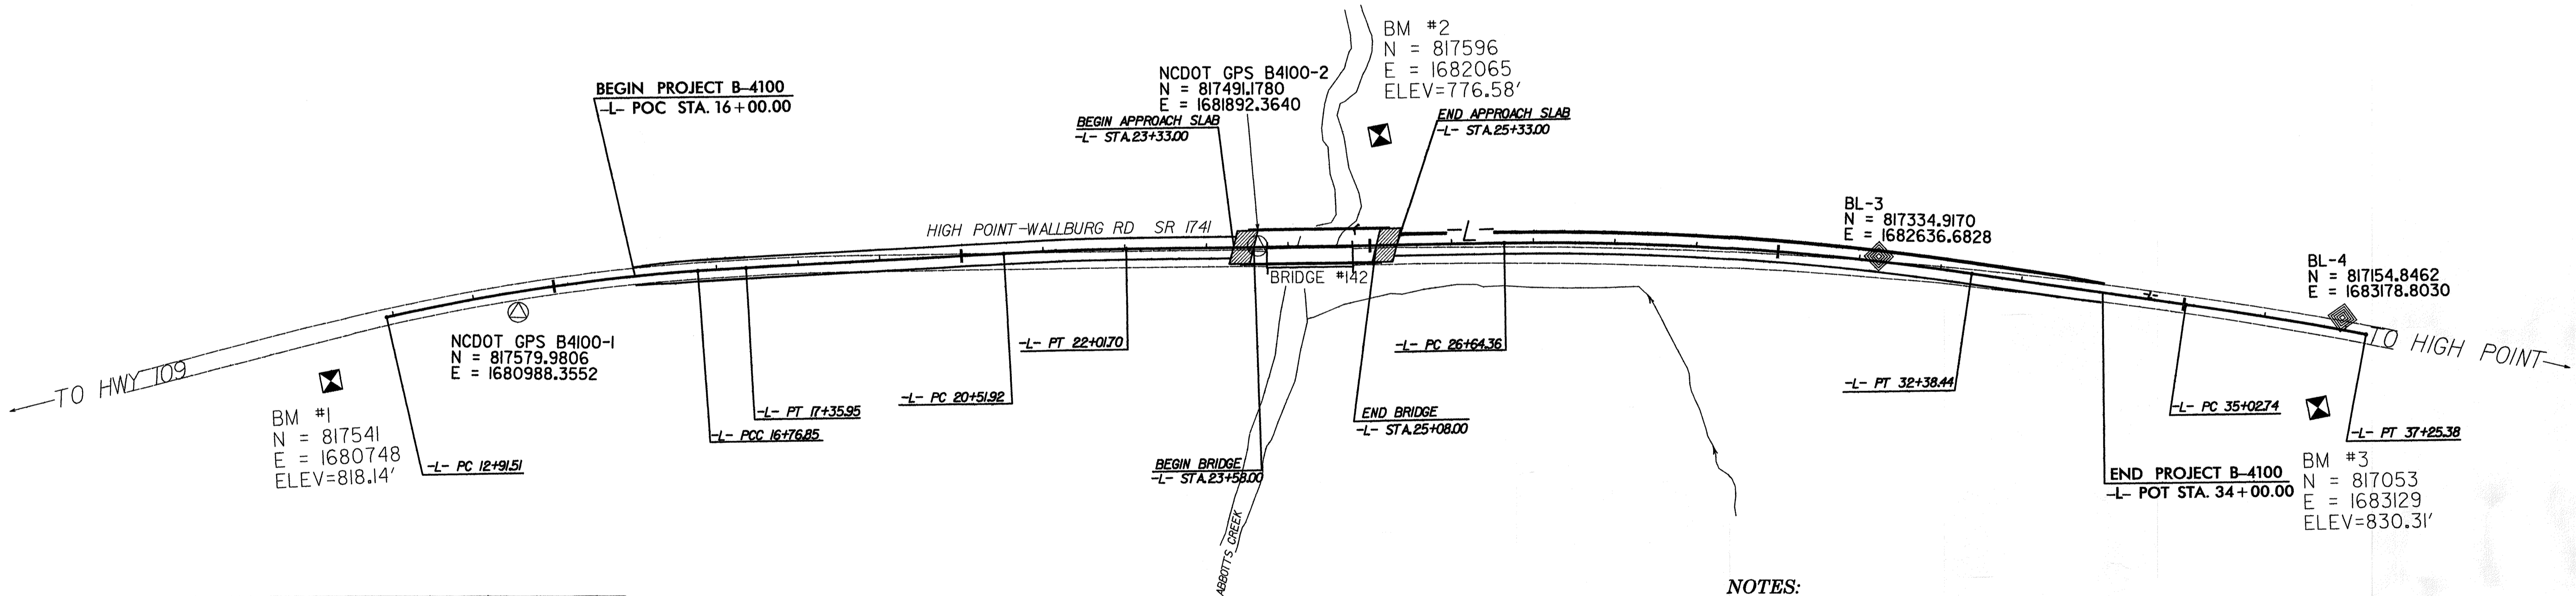 BM #2
N = 817596
E = 1682065
ELEV=776.58'
NCDOT GPS B4100-2
N = 817491.1780
E = 1681892.3640
BEGIN PROJECT B-4100
-L- POC STA. 16+00.00
BEGIN APPROACH SLAB
-L- STA.23+33.00
END APPROACH SLAB
-L- STA.25+33.00
BL-3
N = 817334.9170
E = 1682636.6828
HIGH POINT-WALLBURG RD SR 1741
-L-
BL-4
N = 817154.8462
E = 1683178.8030
BRIDGE #142
-L-
NCDOT GPS B4100-1
N = 817579.9806
E = 1680988.3552
-L- PT 22+01.70
-L- PC 26+64.36
TO HIGH POINT
TO HWY 109
-L- PT 32+38.44
-L- PC 20+51.92
-L- PC 35+02.74
BM #1
N = 817541
E = 1680748
ELEV=818.14'
-L- PT 17+35.95
-L- PCC 16+76.85
END BRIDGE
-L- STA.25+08.00
-L- PT 37+25.38
-L- PC 12+91.51
BEGIN BRIDGE
-L- STA.23+58.00
END PROJECT B-4100
-L- POT STA. 34+00.00
BM #3
N = 817053
E = 1683129
ELEV=830.31'
ABBOTTS CREEK
NOTES: